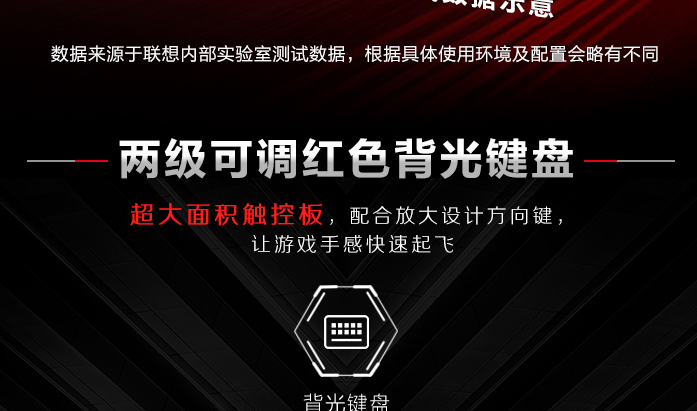 数据示意
数据来源于联想内部实验室测试数据，根据具体使用环境及配置会略有不同
两级可调红色背光键盘
超大面积触控板，配合放大设计方向键，
让游戏手感快速起飞
背光键盘